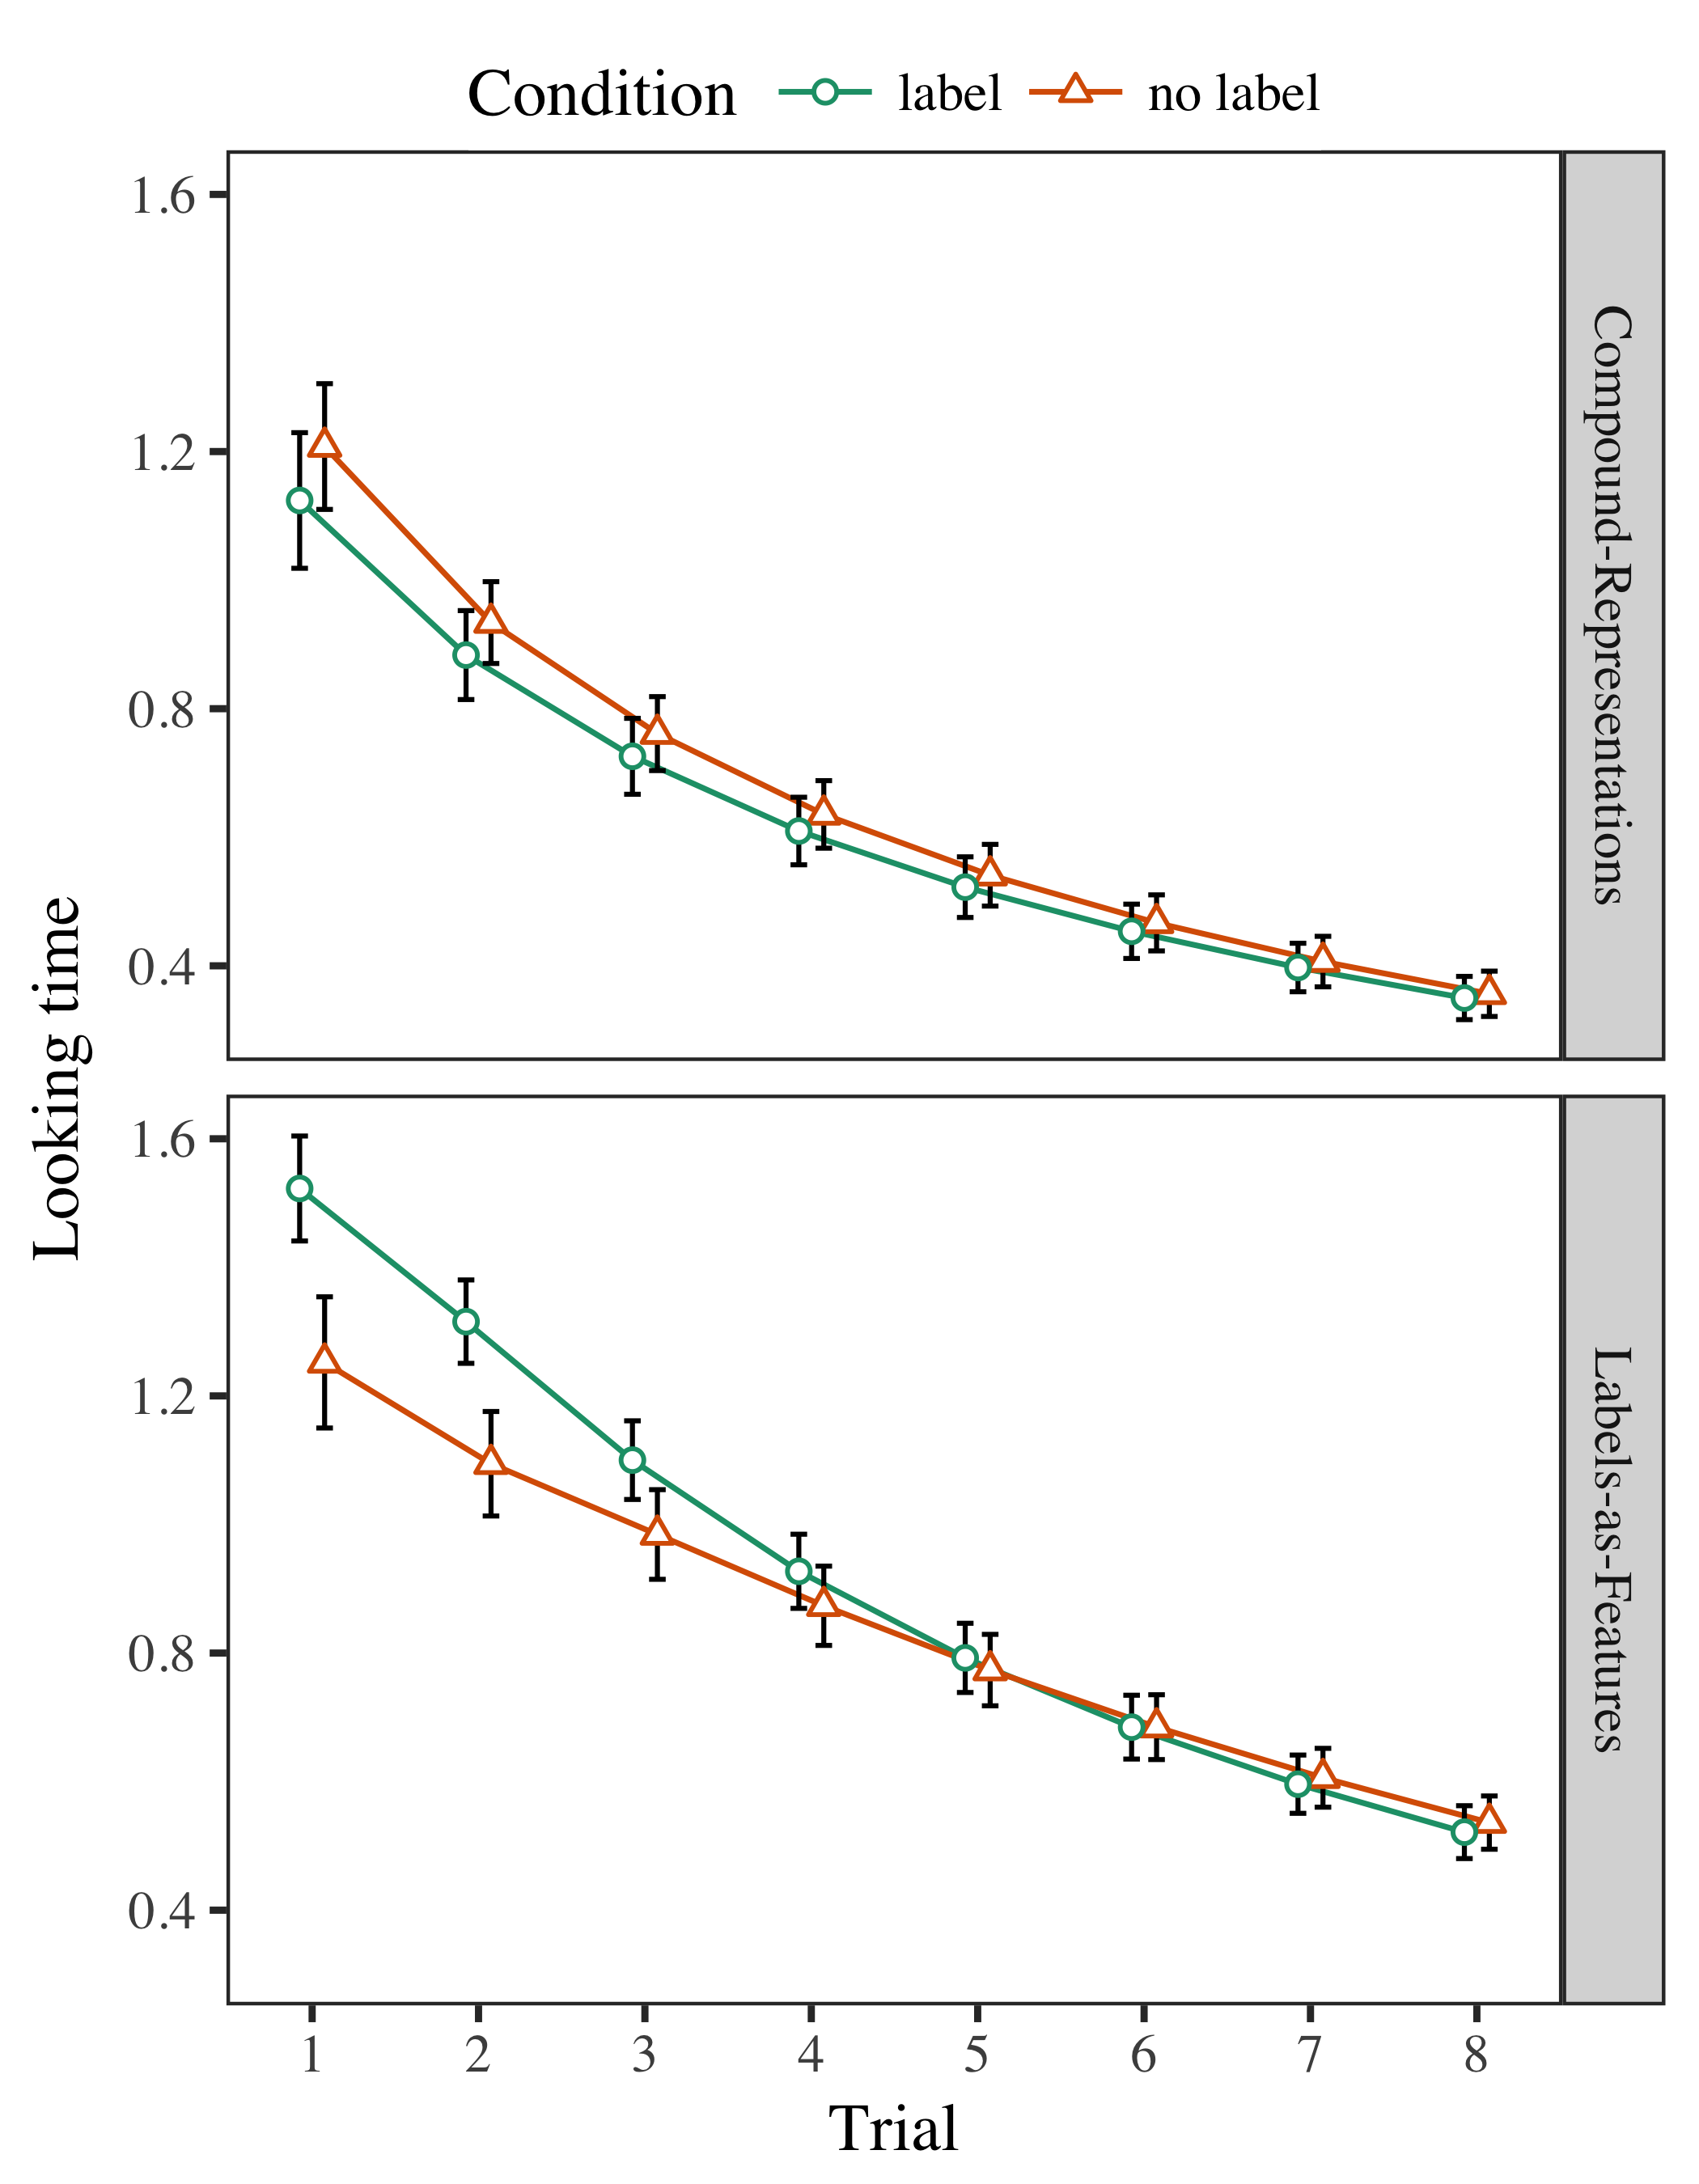 Condition label no label
1.6
1.2
0.8
0.4
Compound-Representations
Looking time
1.6
1.2
0.8
0.4
Labels-as-Features
1 2 3 4 5 6 7 8
Trial